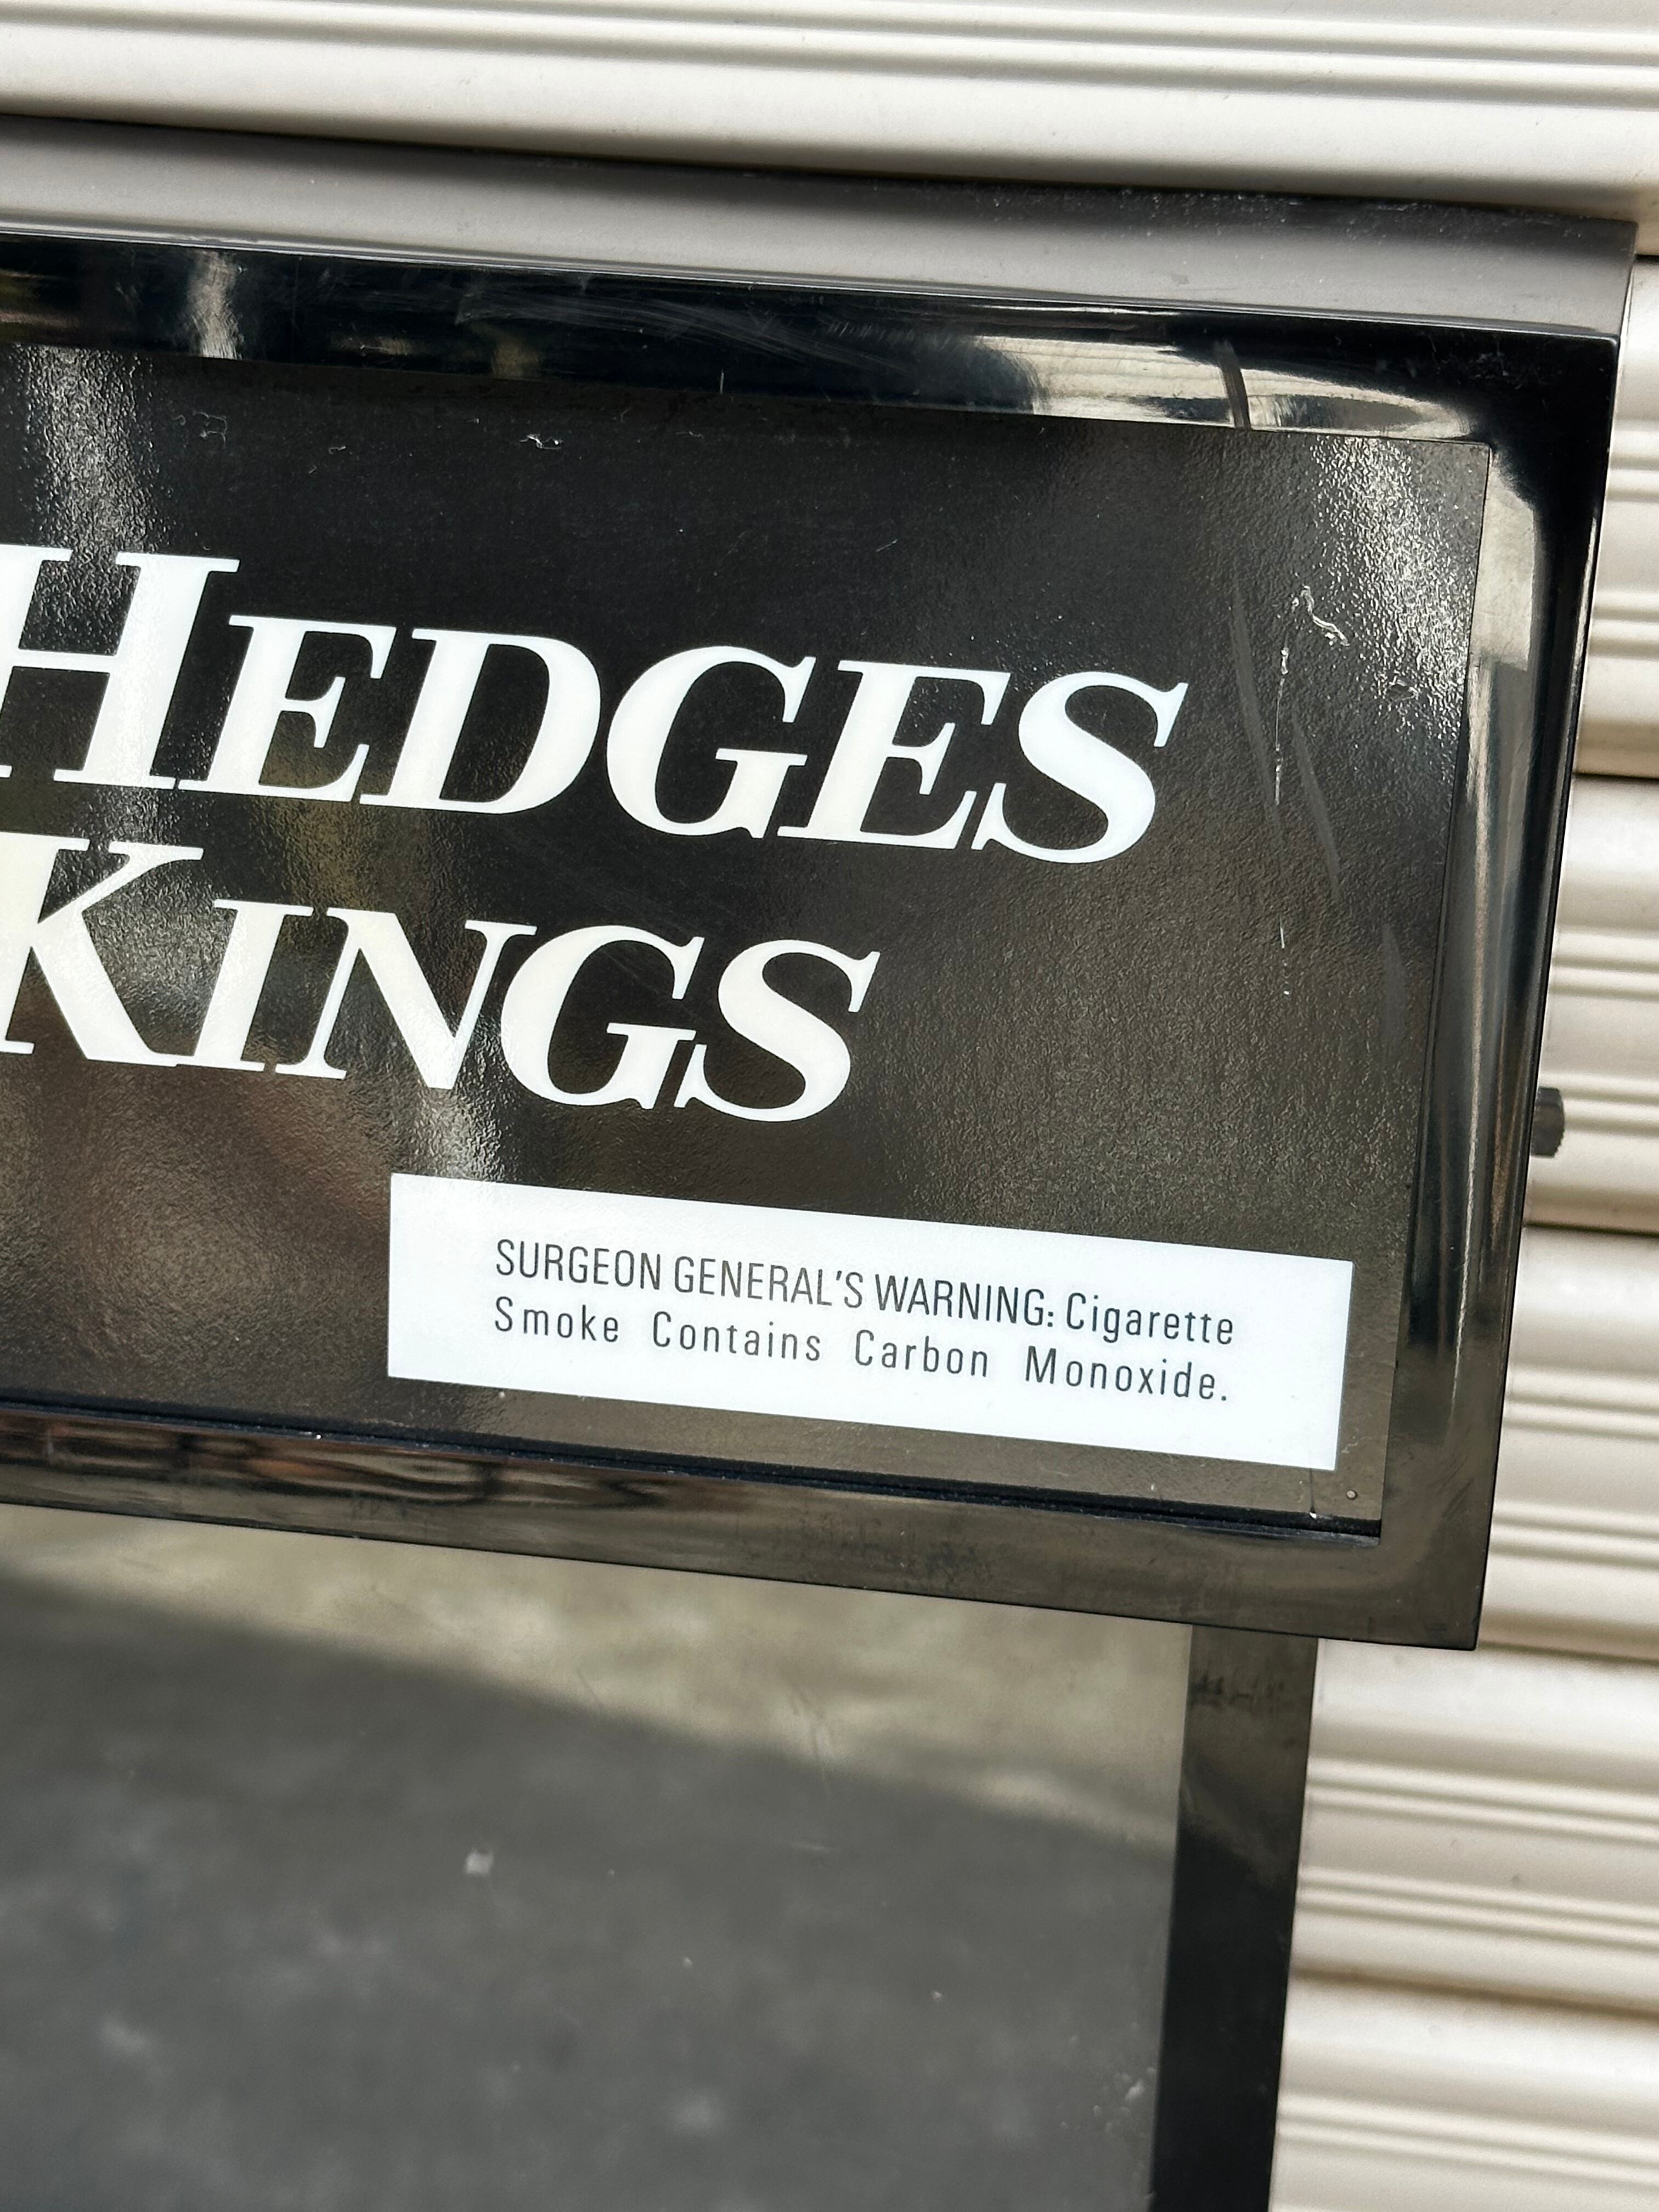 HEDGES
KINGS
SURGEON GENERAL'S WARNING: Cigarette
Smoke Contains Carbon Monoxide.